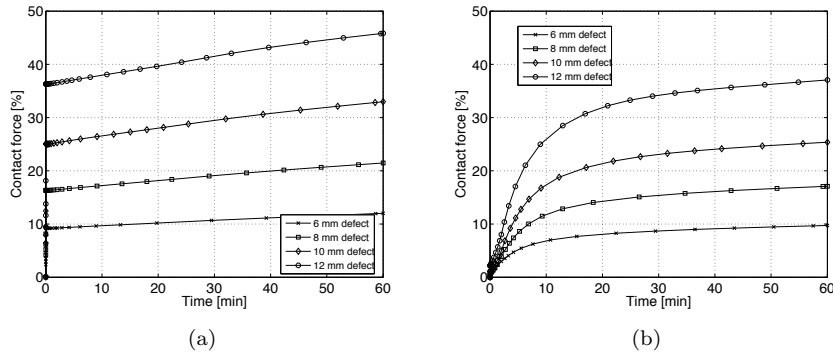 50
40
30
20
10
0
Contact force [%]
0 10 20 30 40 50 60
Time [min]
6 mm defect
8 mm defect
10 mm defect
12 mm defect
(a)
50
40
30
20
10
0
Contact force [%]
0 10 20 30 40 50 60
Time [min]
6 mm defect
8 mm defect
10 mm defect
12 mm defect
(b)